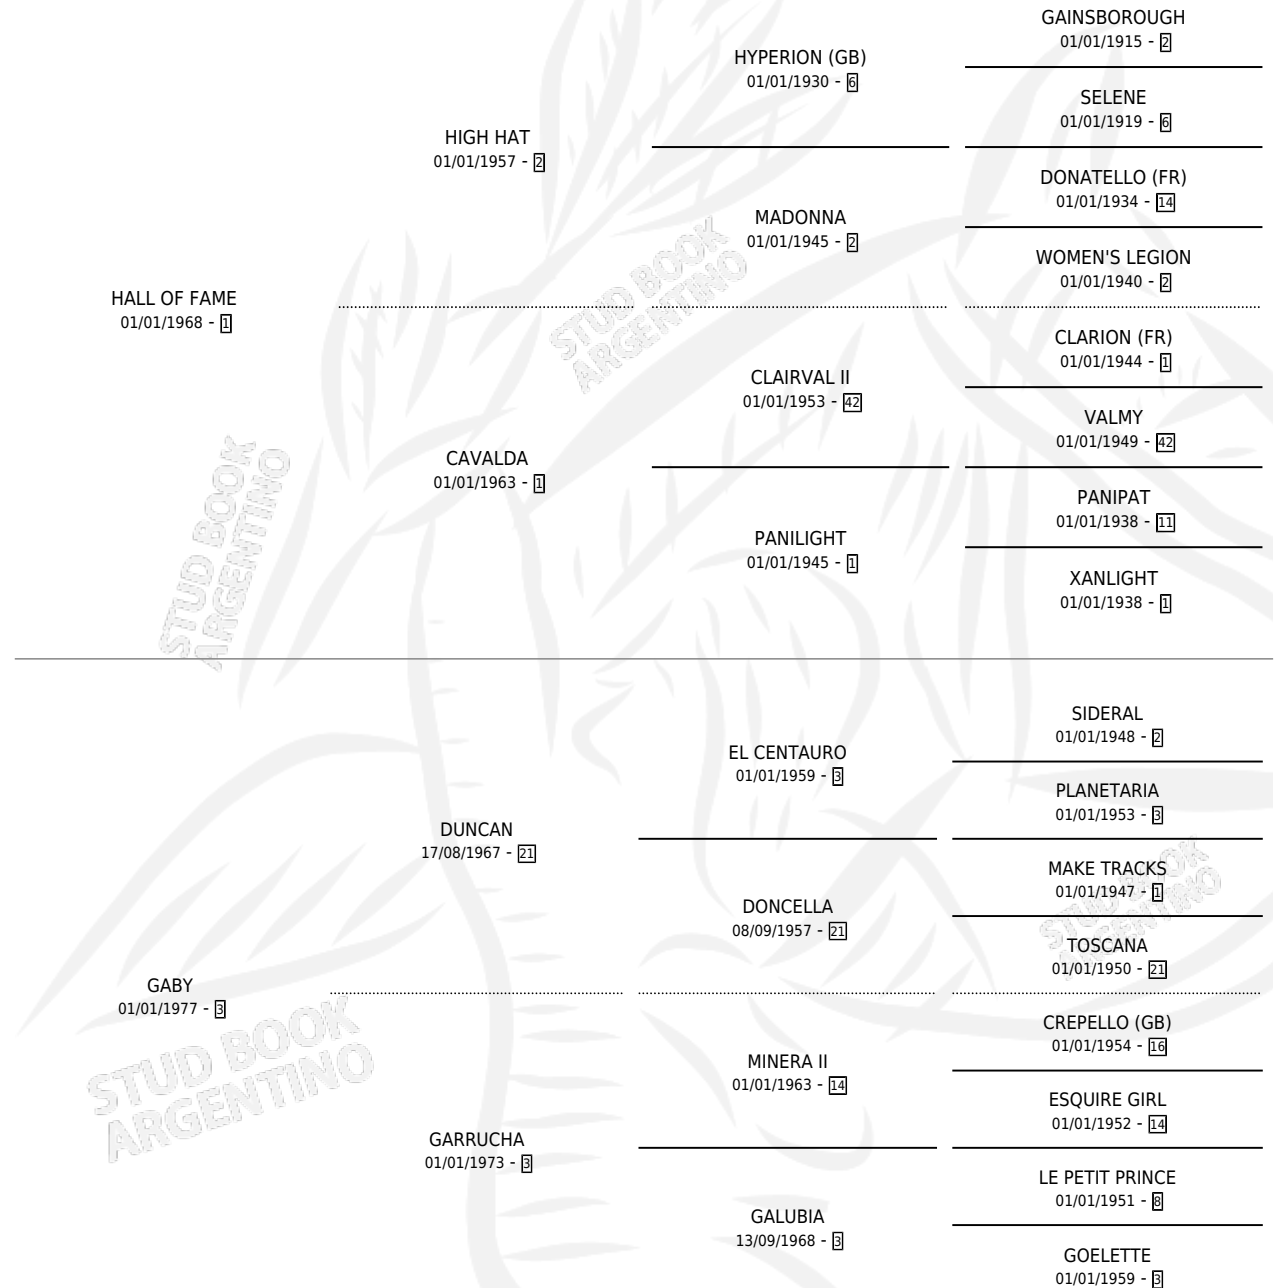 GAINSBOROUGH
01/01/1915 - 2
HYPERION (GB)
01/01/1930 - 6
SELENE
01/01/1919 - 6
HIGH HAT
01/01/1957 - 2
DONATELLO (FR)
01/01/1934 - 14
MADONNA
01/01/1945 - 2
WOMEN'S LEGION
01/01/1940 - 2
HALL OF FAME
01/01/1968 - 1
CLARION (FR)
01/01/1944 - 1
CLAIRVAL II
01/01/1953 - 42
VALMY
01/01/1949 - 42
CAVALDA
01/01/1963 - 1
PANIPAT
01/01/1938 - 11
PANILIGHT
01/01/1945 - 1
XANLIGHT
01/01/1938 - 1
SIDERAL
01/01/1948 - 2
EL CENTAURO
01/01/1959 - 3
PLANETARIA
01/01/1953 - 3
DUNCAN
17/08/1967 - 21
MAKE TRACKS
01/01/1947 - 1
DONCELLA
08/09/1957 - 21
TOSCANA
01/01/1950 - 21
GABY
01/01/1977 - 3
CREPELLO (GB)
01/01/1954 - 16
MINERA II
01/01/1963 - 14
ESQUIRE GIRL
01/01/1952 - 14
GARRUCHA
01/01/1973 - 3
LE PETIT PRINCE
01/01/1951 - 8
GALUBIA
13/09/1968 - 3
GOELETTE
01/01/1959 - 3
STUD BOOK
ARGENTINO
STUD BOOK
ARGENTINO
STUD BOOK
ARGENTINO
STUD BOOK
ARGENTINO